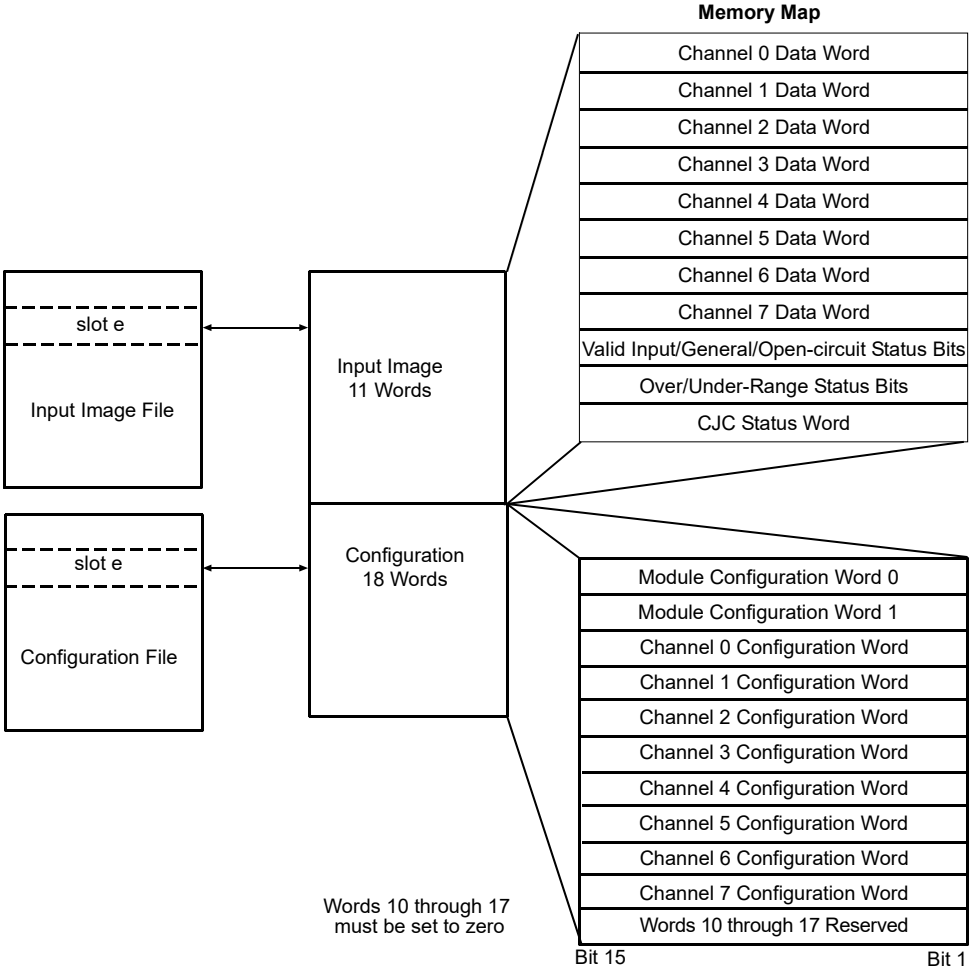 Memory Map
Channel 0 Data Word
Channel 1 Data Word
Channel 2 Data Word
Channel 3 Data Word
Channel 4 Data Word
Channel 5 Data Word
Channel 6 Data Word
Channel 7 Data Word
Valid Input/General/Open-circuit Status Bits
Over/Under-Range Status Bits
CJC Status Word
slot e
Input Image File
Input Image
11 Words
slot e
Configuration File
Configuration
18 Words
Module Configuration Word 0
Module Configuration Word 1
Channel 0 Configuration Word
Channel 1 Configuration Word
Channel 2 Configuration Word
Channel 3 Configuration Word
Channel 4 Configuration Word
Channel 5 Configuration Word
Channel 6 Configuration Word
Channel 7 Configuration Word
Words 10 through 17 Reserved
Words 10 through 17
must be set to zero
Bit 15
Bit 1